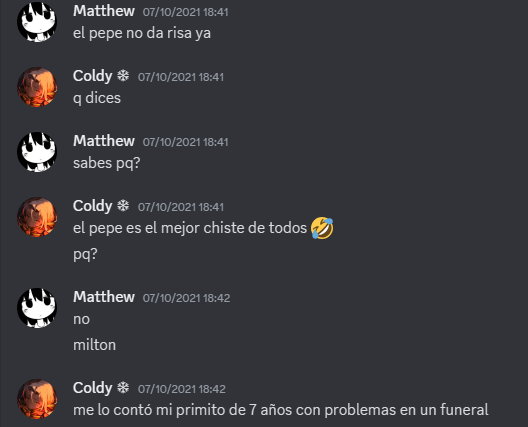 Matthew 07/10/2021 18:41
el pepe no da risa ya
Coldy ❄ 07/10/2021 18:41
q dices
Matthew 07/10/2021 18:41
sabes pq?
Coldy ❄ 07/10/2021 18:41
el pepe es el mejor chiste de todos 🤣
pq?
Matthew 07/10/2021 18:42
no
milton
Coldy ❄ 07/10/2021 18:42
me lo contó mi primito de 7 años con problemas en un funeral